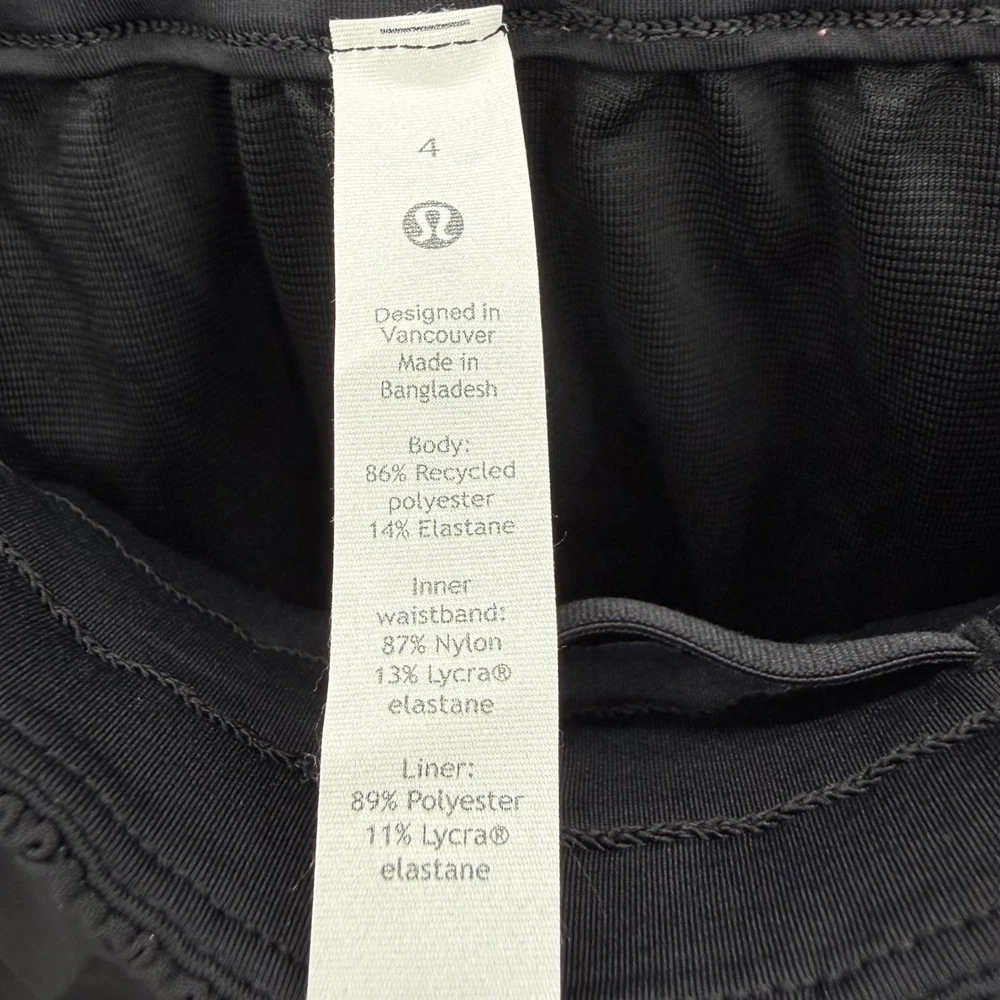 4
Designed in
Vancouver
Made in
Bangladesh
Body:
86% Recycled
polyester
14% Elastane
Inner
waistband:
87% Nylon
13% Lycra®
elastane
Liner:
89% Polyester
11% Lycra®
elastane